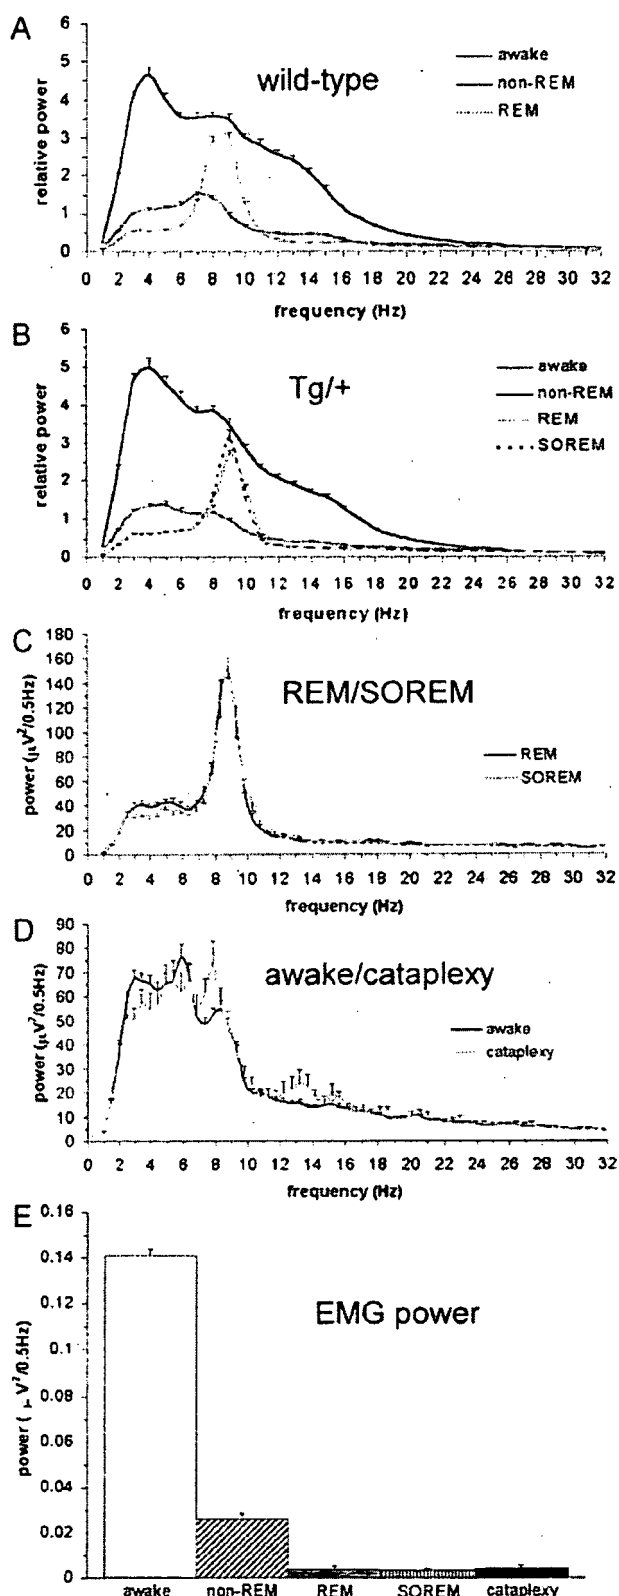 A
6
5
4
3
2
1
0
relative power
wild-type
awake
non-REM
REM
0 2 4 6 8 10 12 14 16 18 20 22 24 26 28 30 32
frequency (Hz)
B
6
5
4
3
2
1
0
relative power
Tg/+
awake
non-REM
REM
SOREM
0 2 4 6 8 10 12 14 16 18 20 22 24 26 28 30 32
frequency (Hz)
C
180
160
140
120
100
80
60
40
20
0
power (μV²/0.5Hz)
REM/SOREM
REM
SOREM
0 2 4 6 8 10 12 14 16 18 20 22 24 26 28 30 32
frequency (Hz)
D
90
80
70
60
50
40
30
20
10
0
power (μV²/0.5Hz)
awake/cataplexy
awake
cataplexy
0 2 4 6 8 10 12 14 16 18 20 22 24 26 28 30 32
frequency (Hz)
E
0.16
0.14
0.12
0.1
0.08
0.06
0.04
0.02
0
power ( μV²/0.5Hz)
EMG power
awake non-REM REM SOREM cataplexy